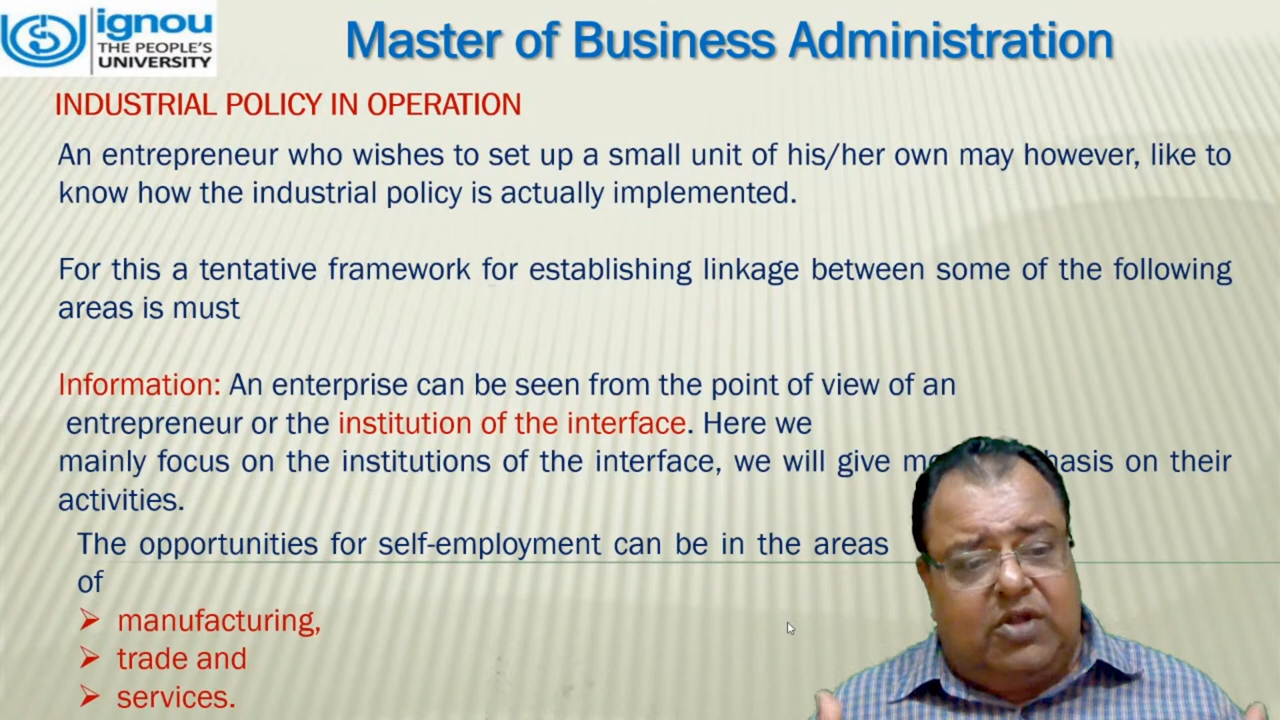 ignou
THE PEOPLE'S
UNIVERSITY
Master of Business Administration
INDUSTRIAL POLICY IN OPERATION
An entrepreneur who wishes to set up a small unit of his/her own may however, like to
know how the industrial policy is actually implemented.
For this a tentative framework for establishing linkage between some of the following
areas is must
Information: An enterprise can be seen from the point of view of an
entrepreneur or the institution of the interface. Here we
mainly focus on the institutions of the interface, we will give on their
activities.
The opportunities for self-employment can be in the areas
of
manufacturing,
trade and
services.